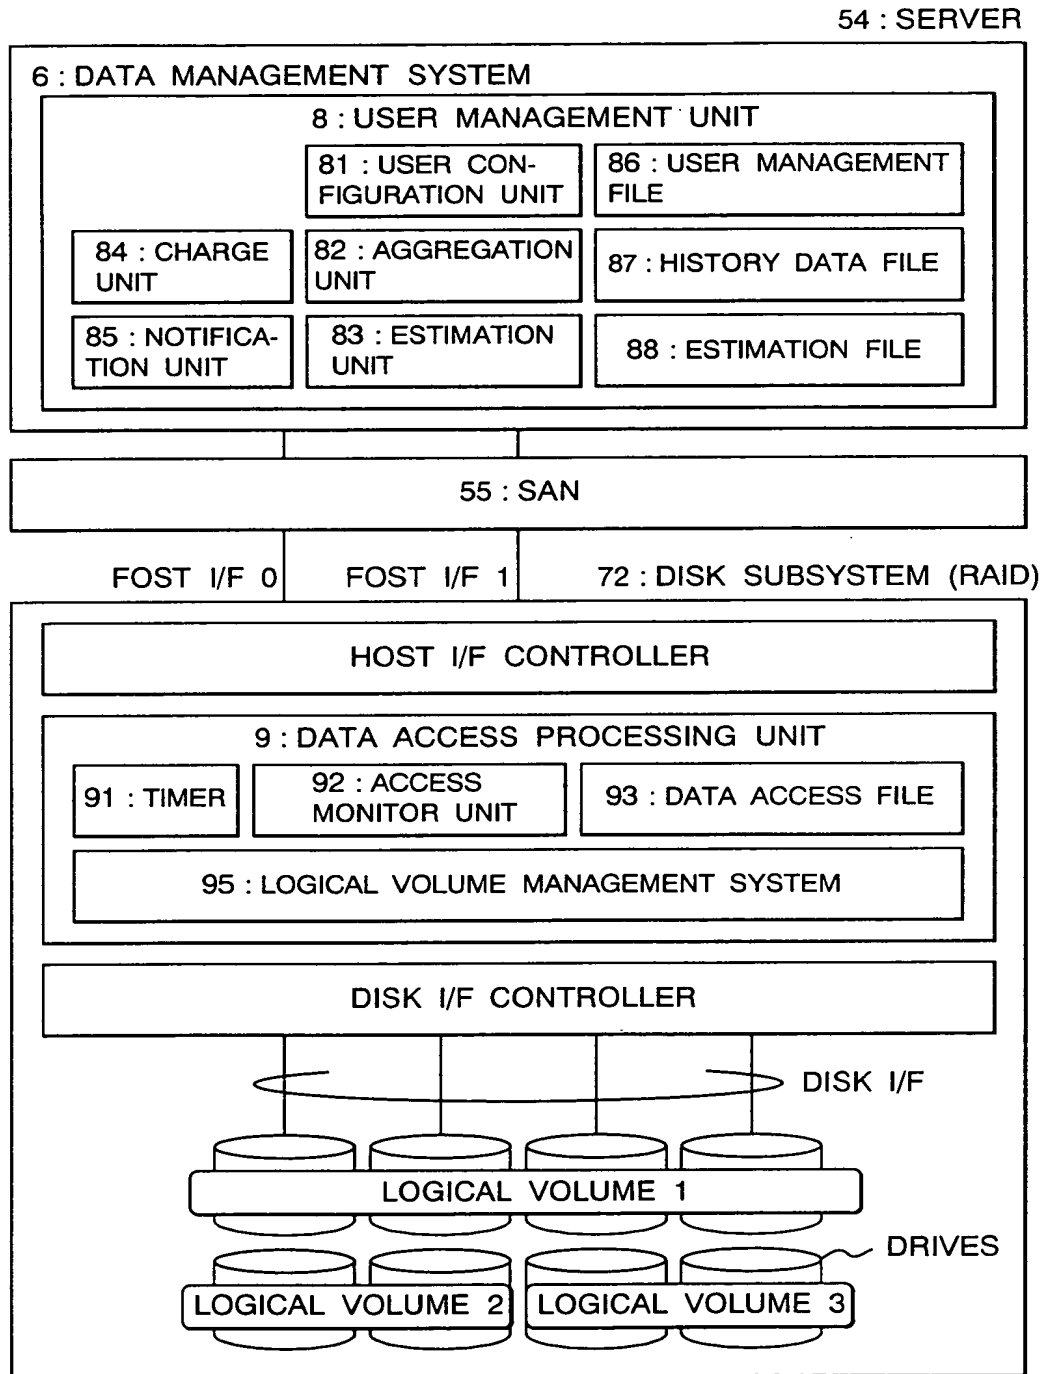 54 : SERVER
6 : DATA MANAGEMENT SYSTEM
8 : USER MANAGEMENT UNIT
81 : USER CON-
FIGURATION UNIT
86 : USER MANAGEMENT
FILE
84 : CHARGE
UNIT
82 : AGGREGATION
UNIT
87 : HISTORY DATA FILE
85 : NOTIFICA-
TION UNIT
83 : ESTIMATION
UNIT
88 : ESTIMATION FILE
55 : SAN
FOST I/F 0
FOST I/F 1
72 : DISK SUBSYSTEM (RAID)
HOST I/F CONTROLLER
9 : DATA ACCESS PROCESSING UNIT
91 : TIMER
92 : ACCESS
MONITOR UNIT
93 : DATA ACCESS FILE
95 : LOGICAL VOLUME MANAGEMENT SYSTEM
DISK I/F CONTROLLER
DISK I/F
LOGICAL VOLUME 1
DRIVES
LOGICAL VOLUME 2
LOGICAL VOLUME 3